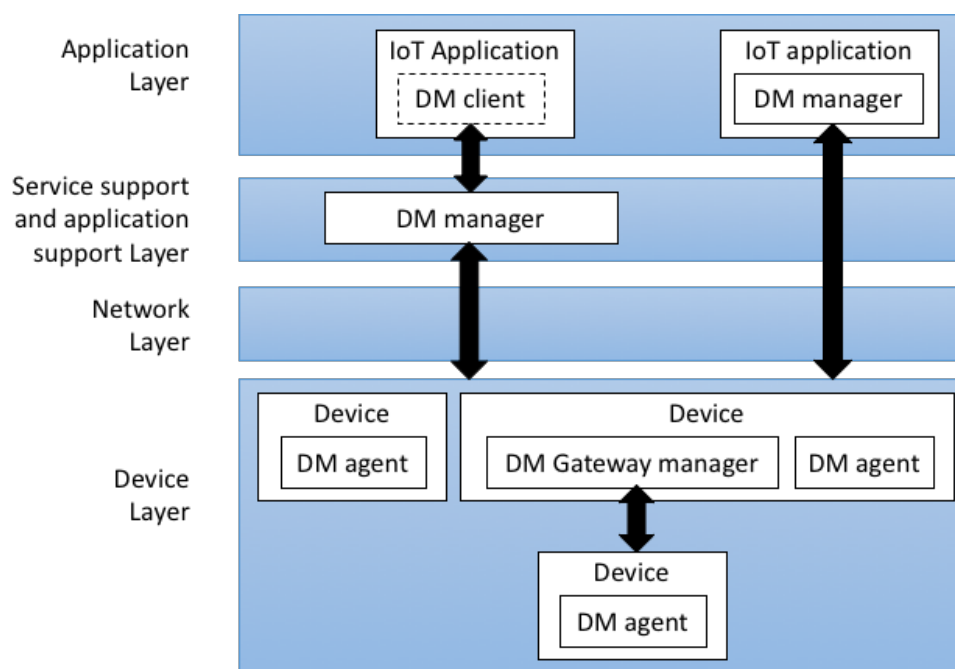 Application
Layer
IoT Application
DM client
IoT application
DM manager
Service support
and application
support Layer
DM manager
Network
Layer
Device
Layer
Device
DM agent
Device
DM Gateway manager
DM agent
Device
DM agent